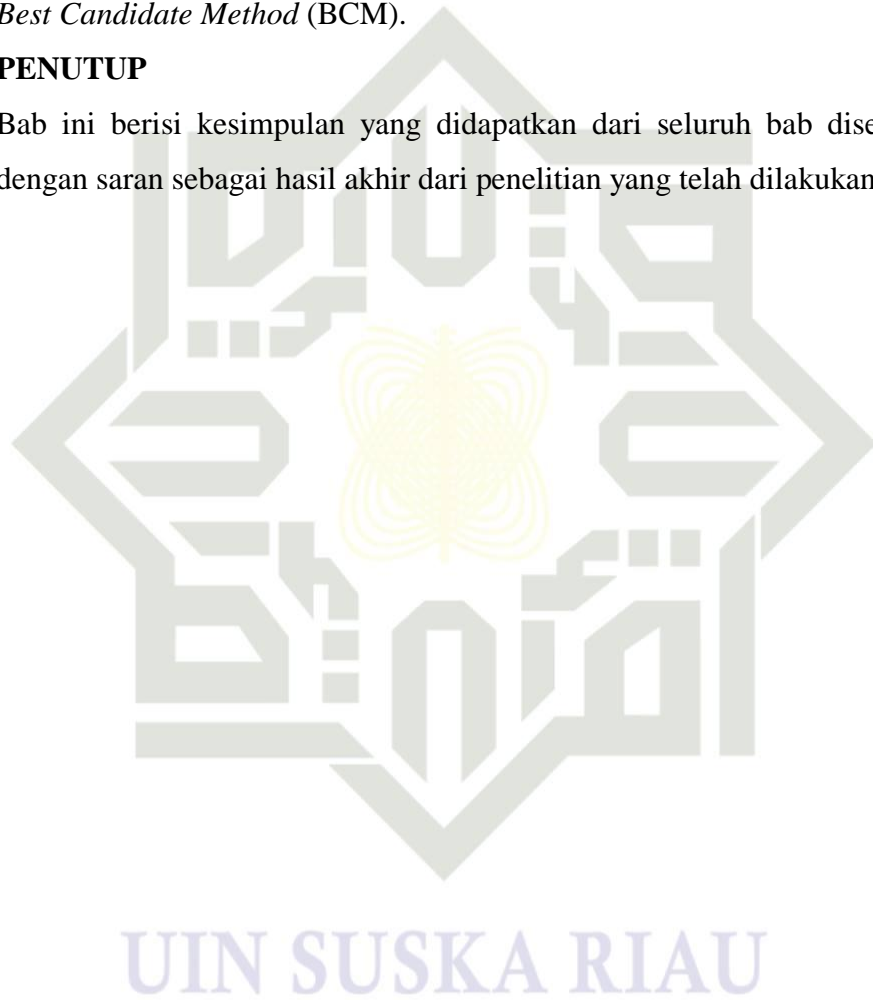 Best Candidate Method (BCM).
PENUTUP
Bab ini berisi kesimpulan yang didapatkan dari seluruh bab
dengan saran sebagai hasil akhir dari penelitian yang telah dilakukan
UIN SUSKA RIAU